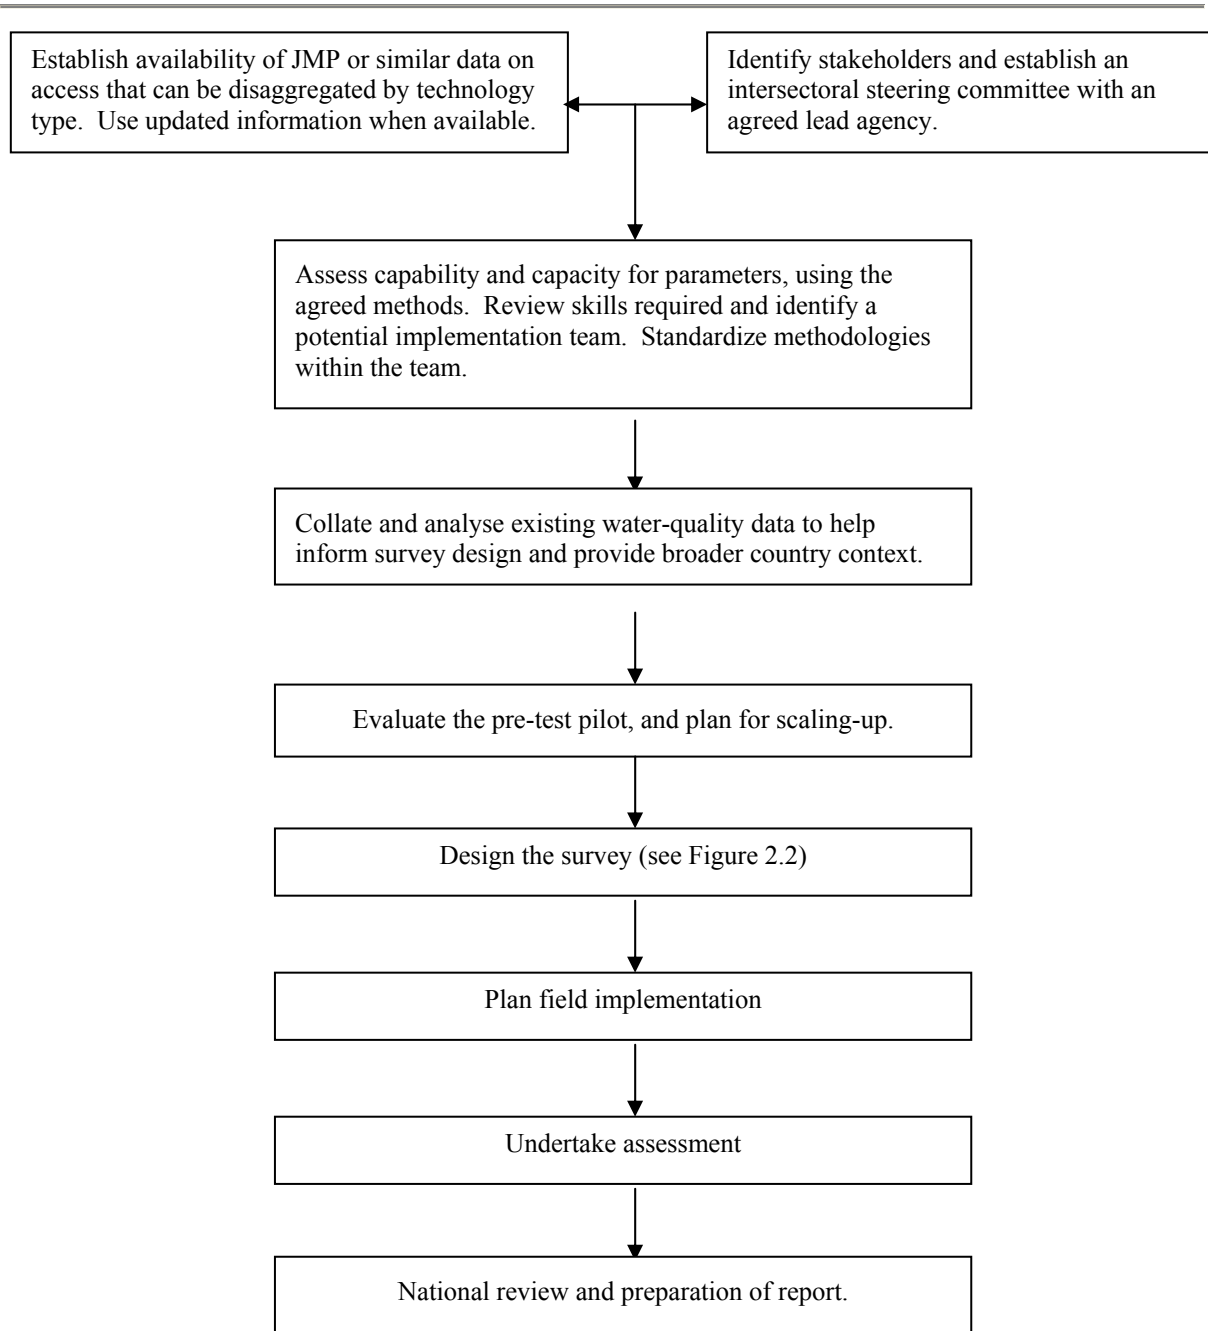 Establish availability of JMP or similar data on
access that can be disaggregated by technology
type.  Use updated information when available.
Identify stakeholders and establish an
intersectoral steering committee with an
agreed lead agency.
Assess capability and capacity for parameters, using the
agreed methods.  Review skills required and identify a
potential implementation team.  Standardize methodologies
within the team.
Collate and analyse existing water-quality data to help
inform survey design and provide broader country context.
Evaluate the pre-test pilot, and plan for scaling-up.
Design the survey (see Figure 2.2)
Plan field implementation
Undertake assessment
National review and preparation of report.